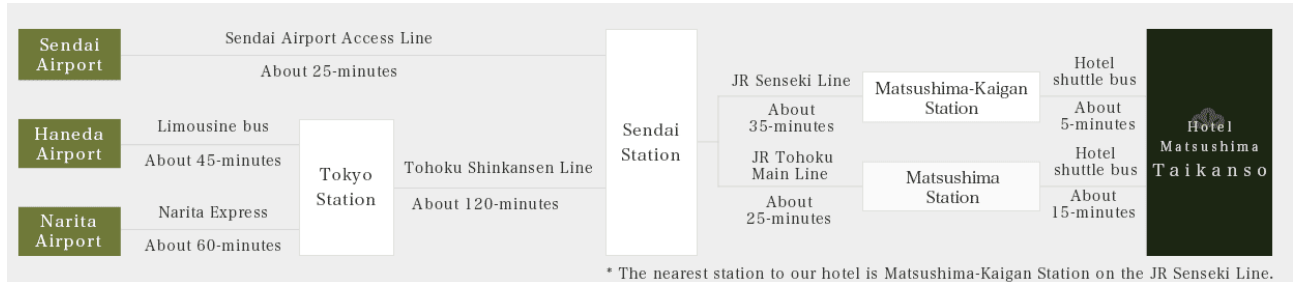 Sendai
Airport
Sendai Airport Access Line
About 25-minutes
Haneda
Airport
Limousine bus
About 45-minutes
Narita
Airport
Narita Express
About 60-minutes
Tokyo
Station
Tohoku Shinkansen Line
About 120-minutes
Sendai
Station
JR Senseki Line
About
35-minutes
JR Tohoku
Main Line
About
25-minutes
Matsushima-Kaigan
Station
Matsushima
Station
Hotel
shuttle bus
About
5-minutes
Hotel
shuttle bus
About
15-minutes
Hotel
Matsushima
Taikanso
* The nearest station to our hotel is Matsushima-Kaigan Station on the JR Senseki Line.